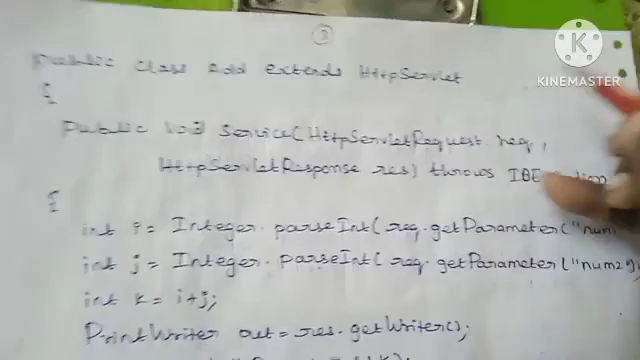 3
K
KINEMASTER
public class Add extends HttpServlet
{
public void service(HttpServletRequest req,
HttpServletResponse res) throws
{
int i = Integer.parseInt(req.getParameter("num
int j = Integer.parseInt(req.getParameter("num2")
int k = i+j;
PrintWriter out = res.getWriter();